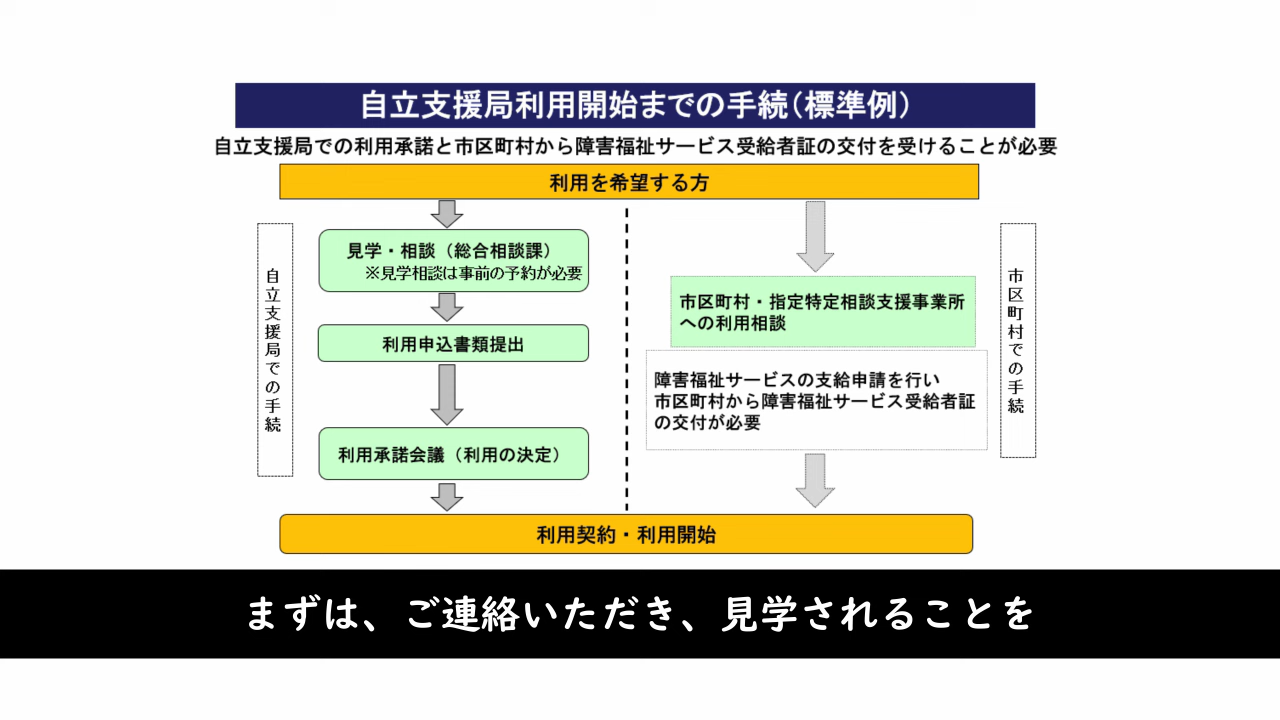 自立支援局利用開始までの手続（標準例）
自立支援局での利用承諾と市区町村から障害福祉サービス受給者証の交付を受けることが必要
利用を希望する方
自立支援局での手続
見学・相談（総合相談課）
※見学相談は事前の予約が必要
利用申込書類提出
利用承諾会議（利用の決定）
市区町村・指定特定相談支援事業所
への利用相談
障害福祉サービスの支給申請を行い
市区町村から障害福祉サービス受給者証
の交付が必要
市区町村での手続
利用契約・利用開始
まずは、ご連絡いただき、見学されることを